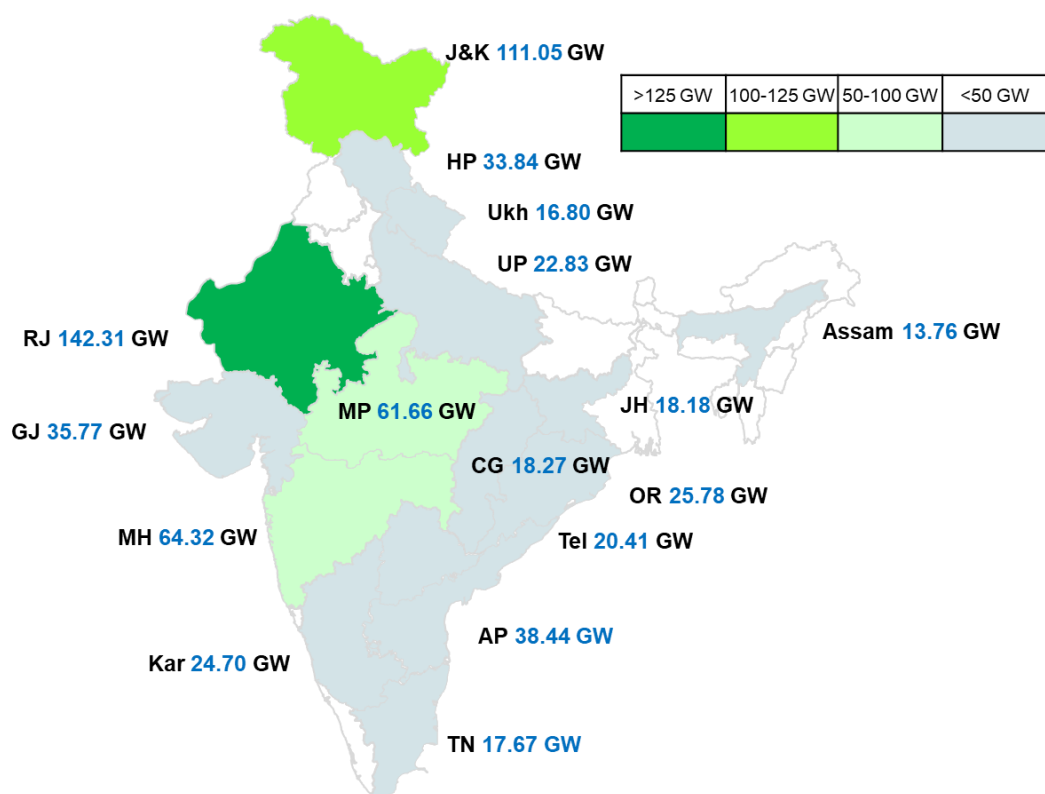 J&K 111.05 GW
>125 GW 100-125 GW 50-100 GW <50 GW
HP 33.84 GW
Ukh 16.80 GW
UP 22.83 GW
RJ 142.31 GW
Assam 13.76 GW
MP 61.66 GW
JH 18.18 GW
GJ 35.77 GW
CG 18.27 GW
OR 25.78 GW
MH 64.32 GW
Tel 20.41 GW
AP 38.44 GW
Kar 24.70 GW
TN 17.67 GW